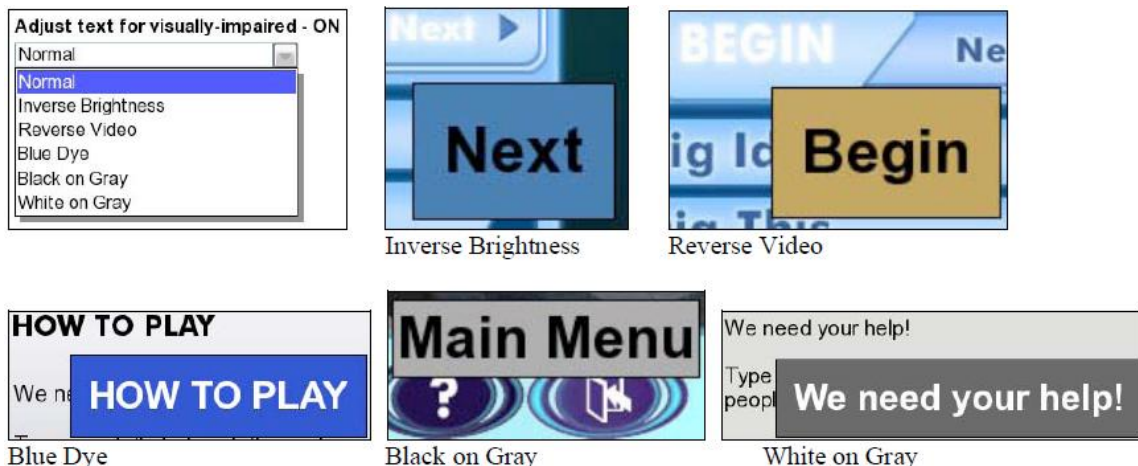 Adjust text for visually-impaired - ON
Normal
Normal
Inverse Brightness
Reverse Video
Blue Dye
Black on Gray
White on Gray
Next
Next
Inverse Brightness
BEGIN
Ne
ig Id
Begin
ig This
Reverse Video
HOW TO PLAY
We ne
HOW TO PLAY
Blue Dye
Main Menu
?
Black on Gray
We need your help!
Type
peopl
We need your help!
White on Gray